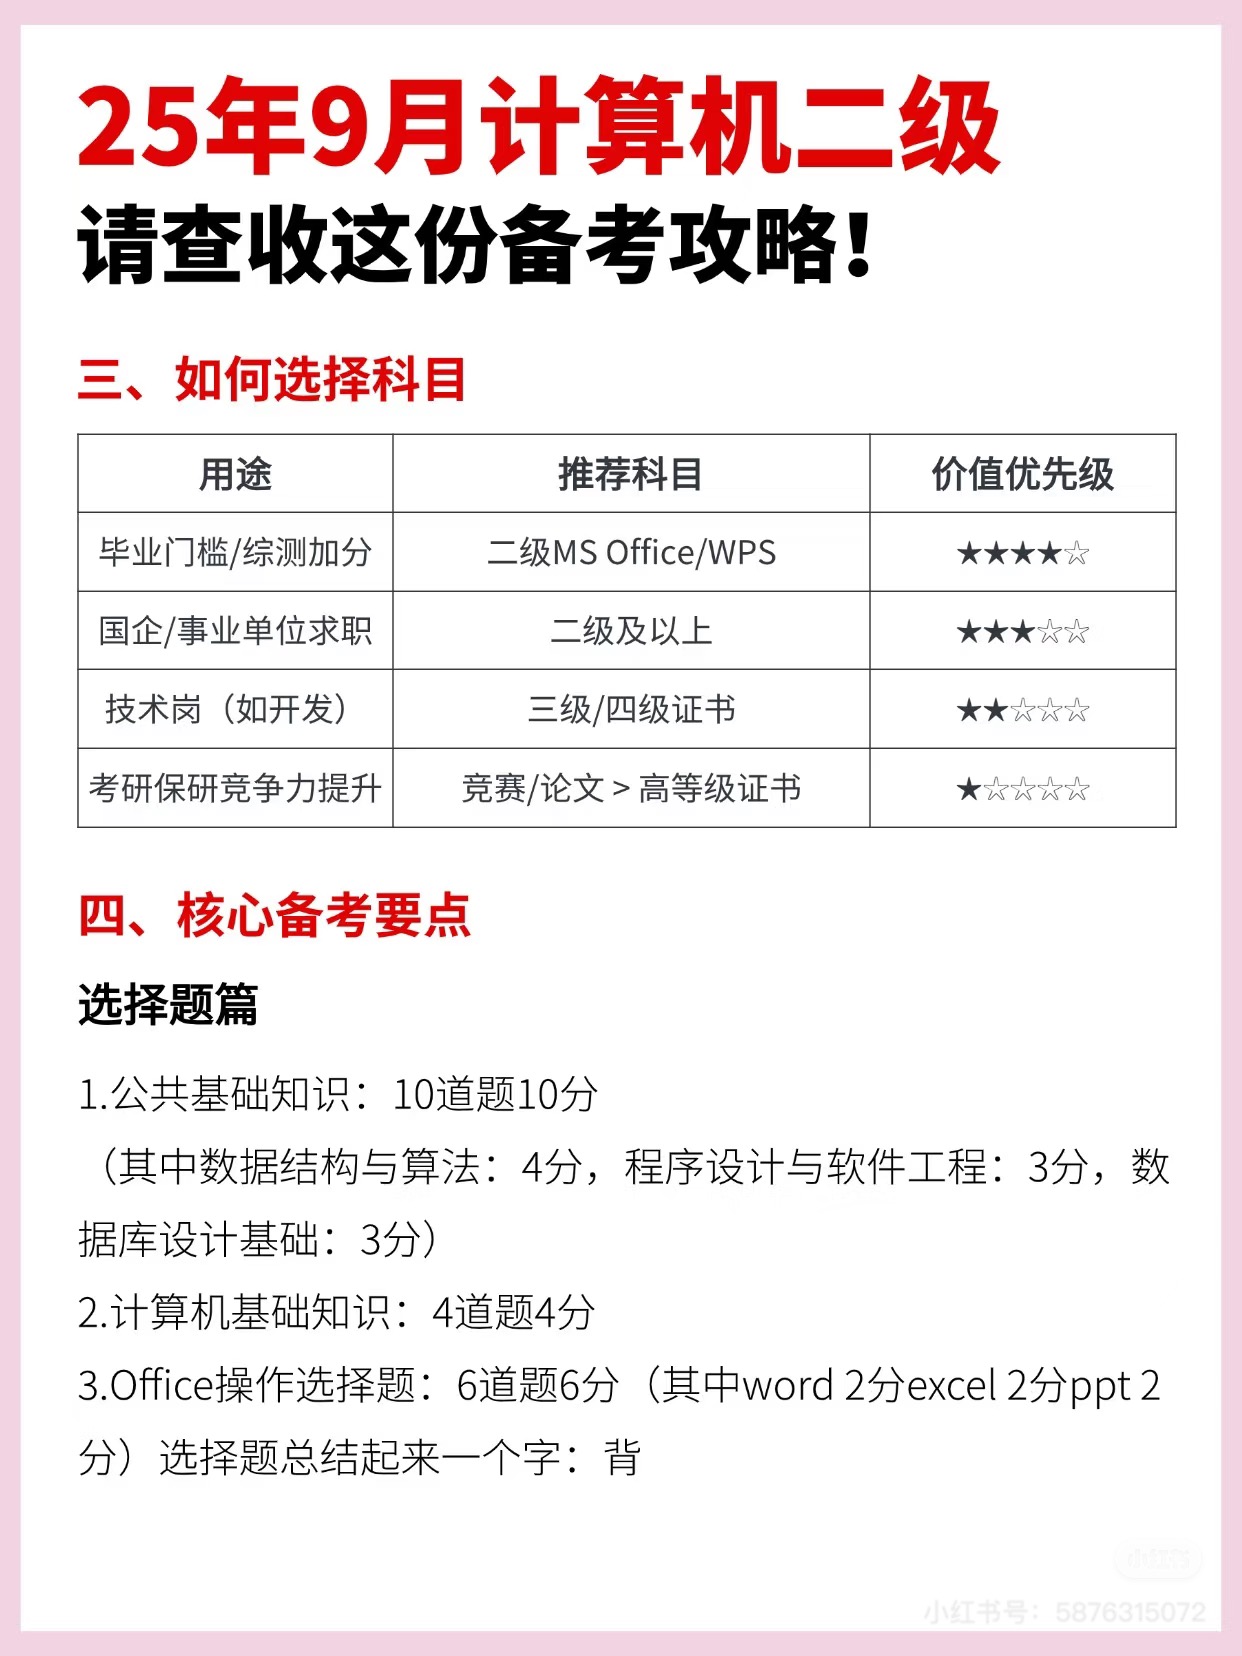 25年9月计算机二级
请查收这份备考攻略！
三、如何选择科目
用途 推荐科目 价值优先级
毕业门槛/综测加分 二级MS Office/WPS ★★★★☆
国企/事业单位求职 二级及以上 ★★★☆☆
技术岗（如开发） 三级/四级证书 ★★☆☆☆
考研保研竞争力提升 竞赛/论文 > 高等级证书 ★☆☆☆☆
四、核心备考要点
选择题篇
1.公共基础知识：10道题10分
（其中数据结构与算法：4分，程序设计与软件工程：3分，数
据库设计基础：3分）
2.计算机基础知识：4道题4分
3.Office操作选择题：6道题6分（其中word 2分excel 2分ppt 2
分）选择题总结起来一个字：背
小红书
小红书号：5876315072